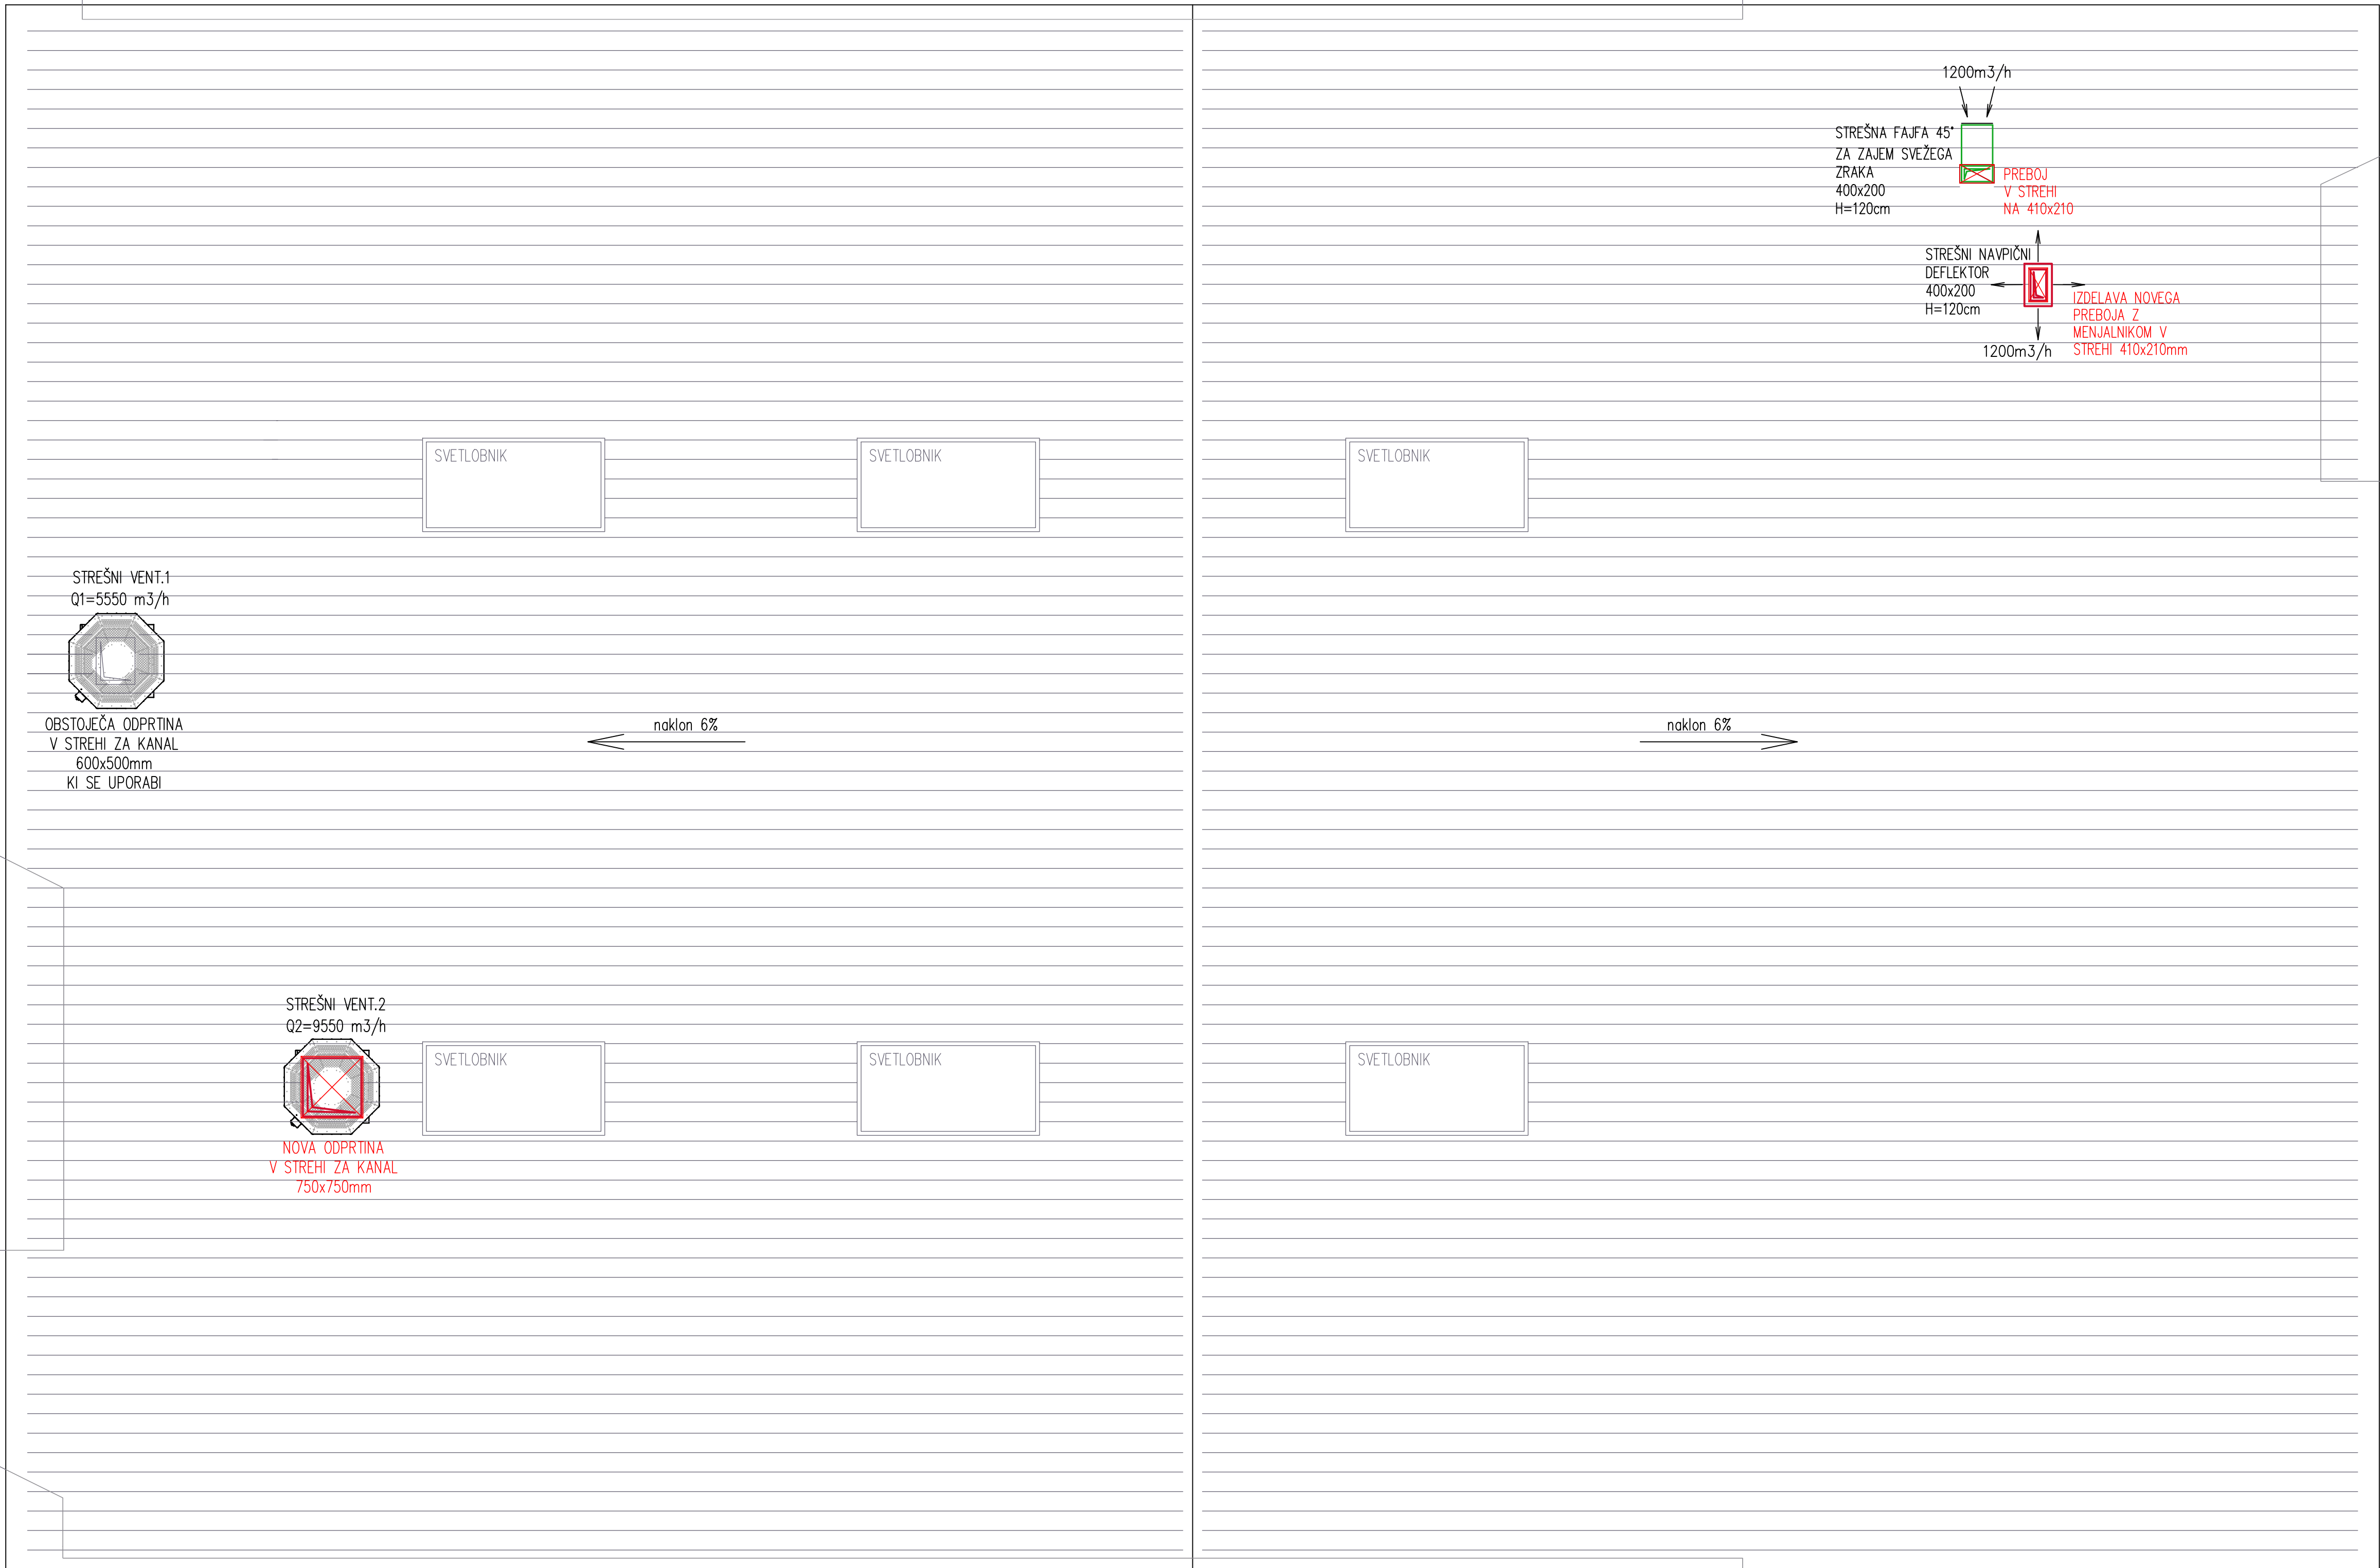 1200m3/h
STREŠNA FAJFA 45°
ZA ZAJEM SVEŽEGA
ZRAKA
400x200
H=120cm
PREBOJ
V STREHI
NA 410x210
STREŠNI NAVPIČNI
DEFLEKTOR
400x200
H=120cm
1200m3/h
IZDELAVA NOVEGA
PREBOJA Z
MENJALNIKOM V
STREHI 410x210mm
SVETLOBNIK
SVETLOBNIK
SVETLOBNIK
STREŠNI VENT.1
Q1=5550 m3/h
OBSTOJEČA ODPRTINA
V STREHI ZA KANAL
600x500mm
KI SE UPORABI
naklon 6%
naklon 6%
STREŠNI VENT.2
Q2=9550 m3/h
NOVA ODPRTINA
V STREHI ZA KANAL
750x750mm
SVETLOBNIK
SVETLOBNIK
SVETLOBNIK